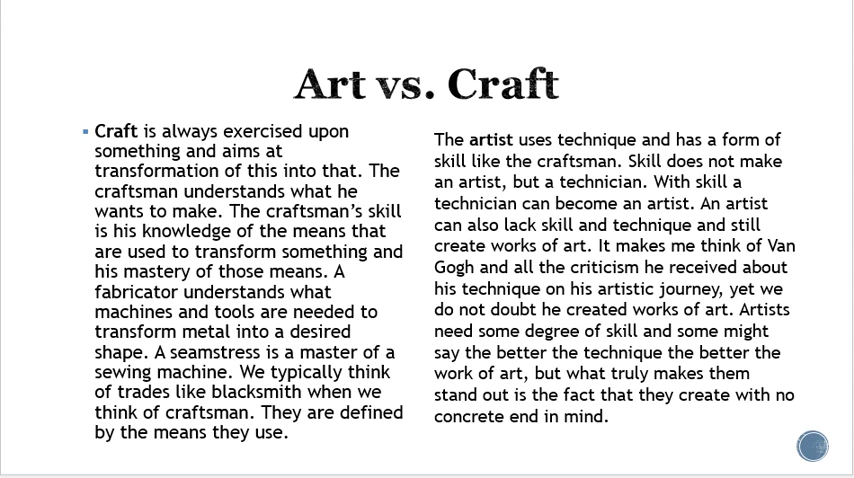 Art vs. Craft
Craft is always exercised upon
something and aims at
transformation of this into that. The
craftsman understands what he
wants to make. The craftsman's skill
is his knowledge of the means that
are used to transform something and
his mastery of those means. A
fabricator understands what
machines and tools are needed to
transform metal into a desired
shape. A seamstress is a master of a
sewing machine. We typically think
of trades like blacksmith when we
think of craftsman. They are defined
by the means they use.
The artist uses technique and has a form of
skill like the craftsman. Skill does not make
an artist, but a technician. With skill a
technician can become an artist. An artist
can also lack skill and technique and still
create works of art. It makes me think of Van
Gogh and all the criticism he received about
his technique on his artistic journey, yet we
do not doubt he created works of art. Artists
need some degree of skill and some might
say the better the technique the better the
work of art, but what truly makes them
stand out is the fact that they create with no
concrete end in mind.